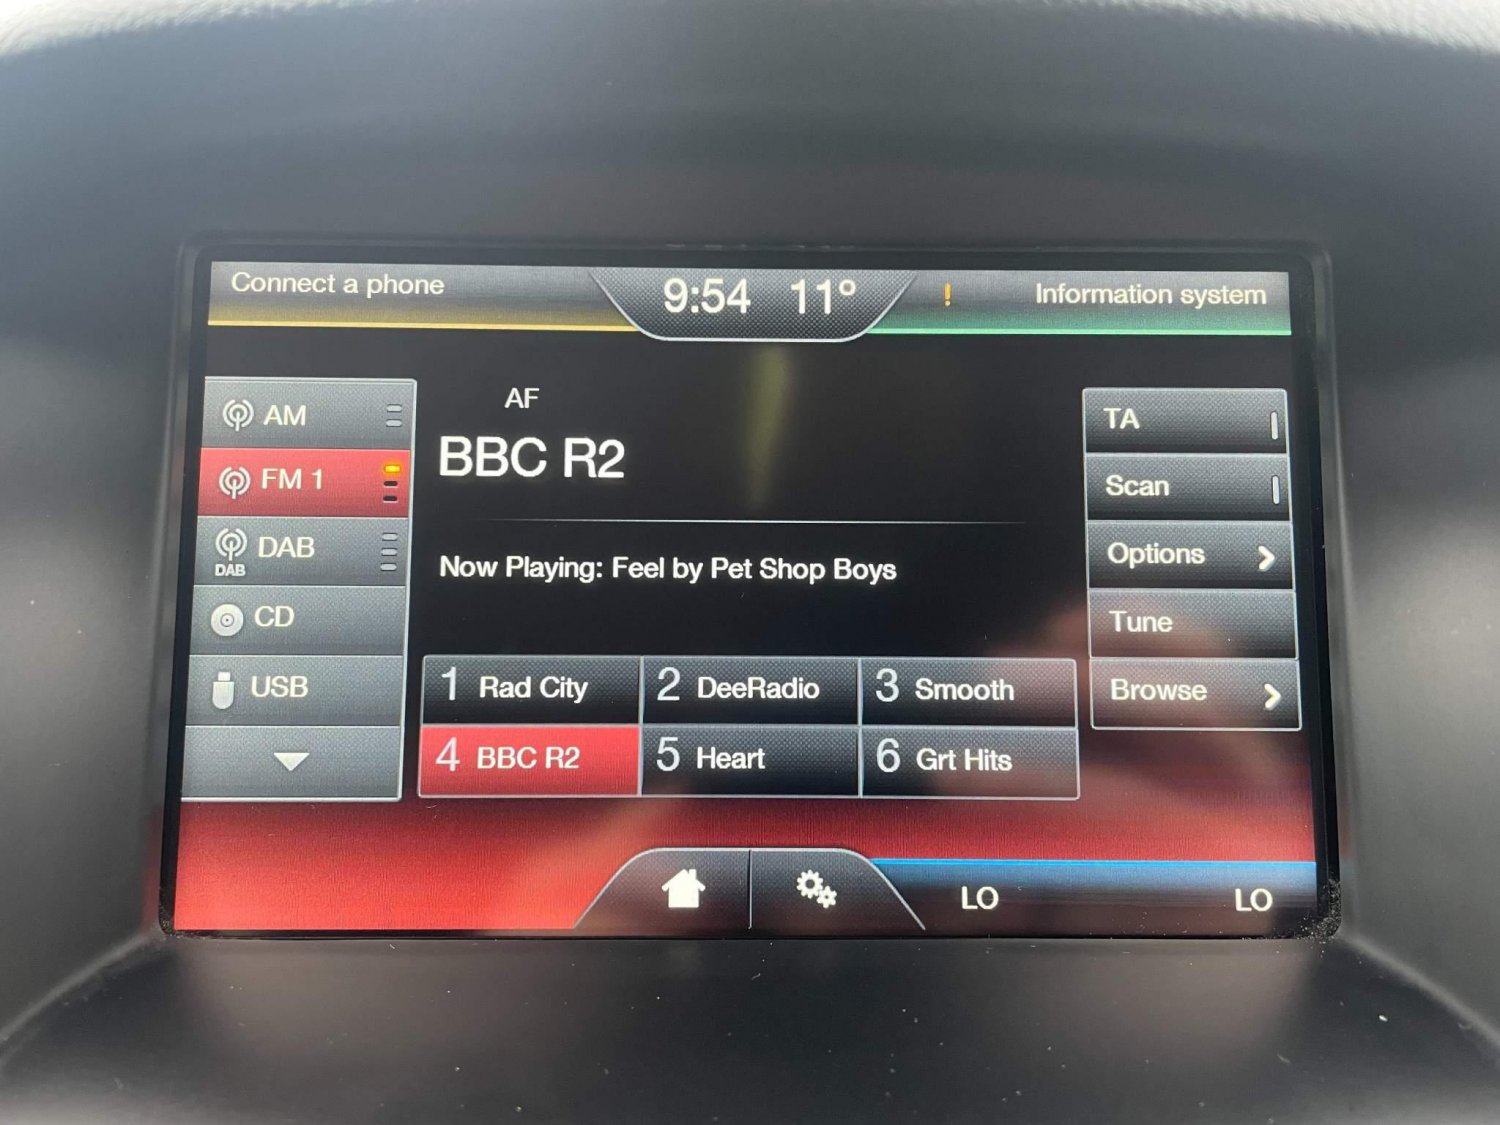 Connect a phone
9:54 11°
! Information system
AM
FM 1
DAB
DAB
CD
USB
AF
BBC R2
Now Playing: Feel by Pet Shop Boys
1 Rad City
2 DeeRadio
3 Smooth
4 BBC R2
5 Heart
6 Grt Hits
TA
Scan
Options
Tune
Browse
LO
LO